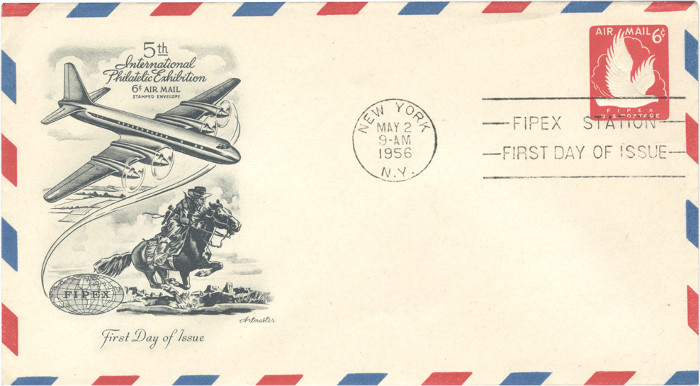 5th
International
Philatelic Exhibition
6¢ AIR MAIL
STAMPED ENVELOPE
FIPEX
Artmaster
First Day of Issue
NEW YORK
MAY 2
9-AM
1956
N.Y.
FIPEX STATION
FIRST DAY OF ISSUE
AIR MAIL 6¢
FIPEX
U.S. POSTAGE